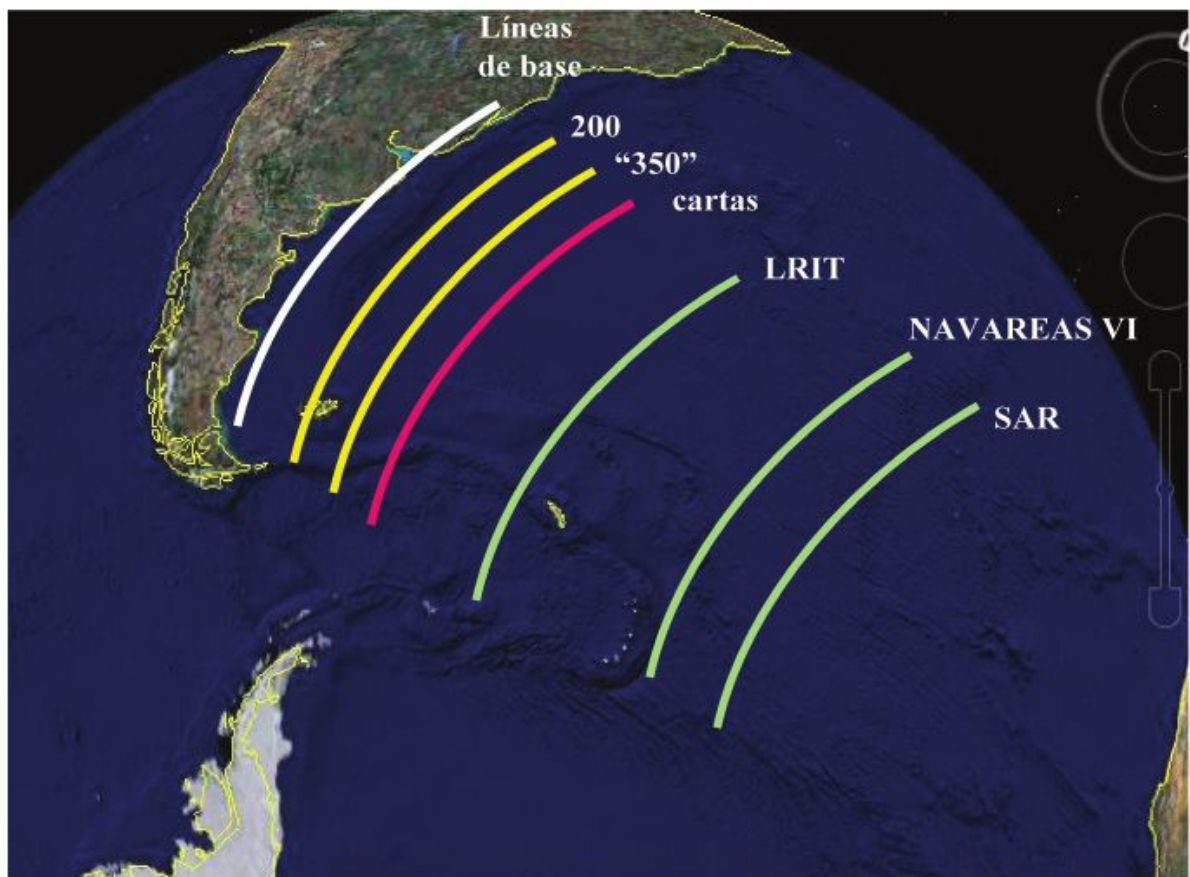 Líneas
de base
200
“350”
cartas
LRIT
NAVAREAS VI
SAR